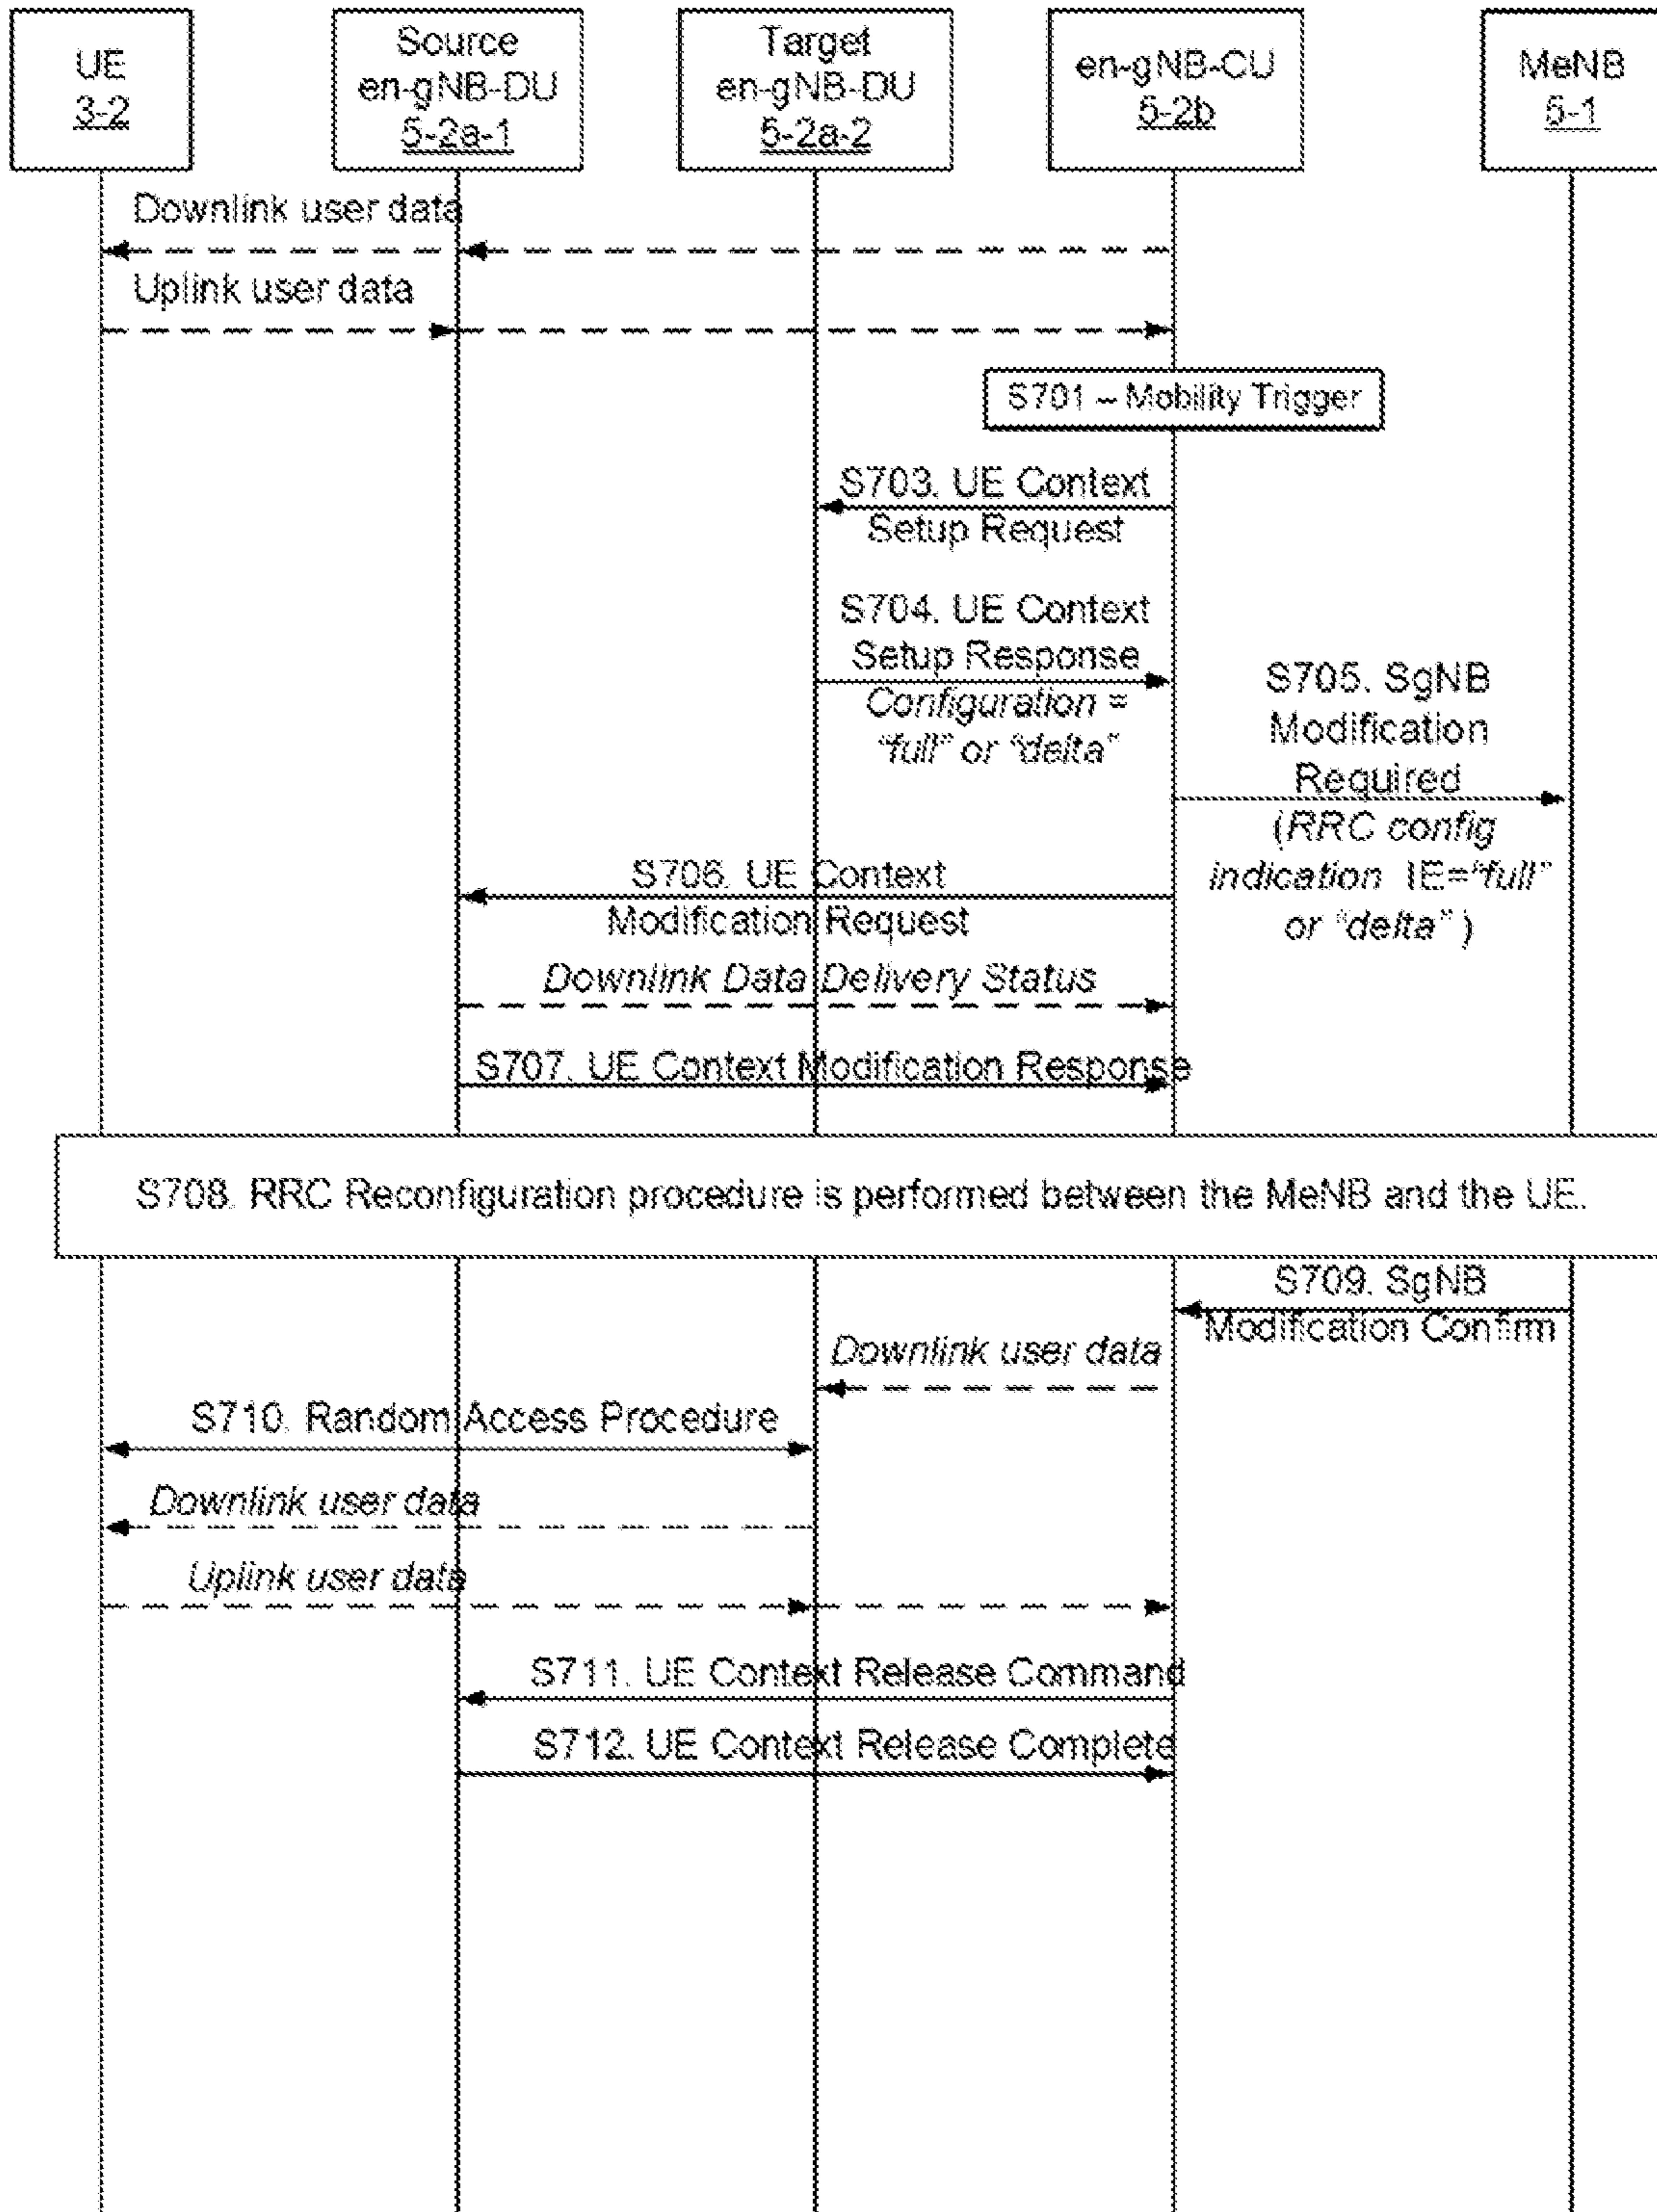 UE
3-2
Source
en-gNB-DU
5-2a-1
Target
en-gNB-DU
5-2a-2
en-gNB-CU
5-2b
MeNB
5-1
Downlink user data
Uplink user data
S701 – Mobility Trigger
S703. UE Context
Setup Request
S704. UE Context
Setup Response
Configuration =
“full” or “delta”
S705. SgNB
Modification
Required
(RRC config
indication IE=“full”
or “delta” )
S706. UE Context
Modification Request
Downlink Data Delivery Status
S707. UE Context Modification Response
S708. RRC Reconfiguration procedure is performed between the MeNB and the UE.
S709. SgNB
Modification Confirm
Downlink user data
S710. Random Access Procedure
Downlink user data
Uplink user data
S711. UE Context Release Command
S712. UE Context Release Complete